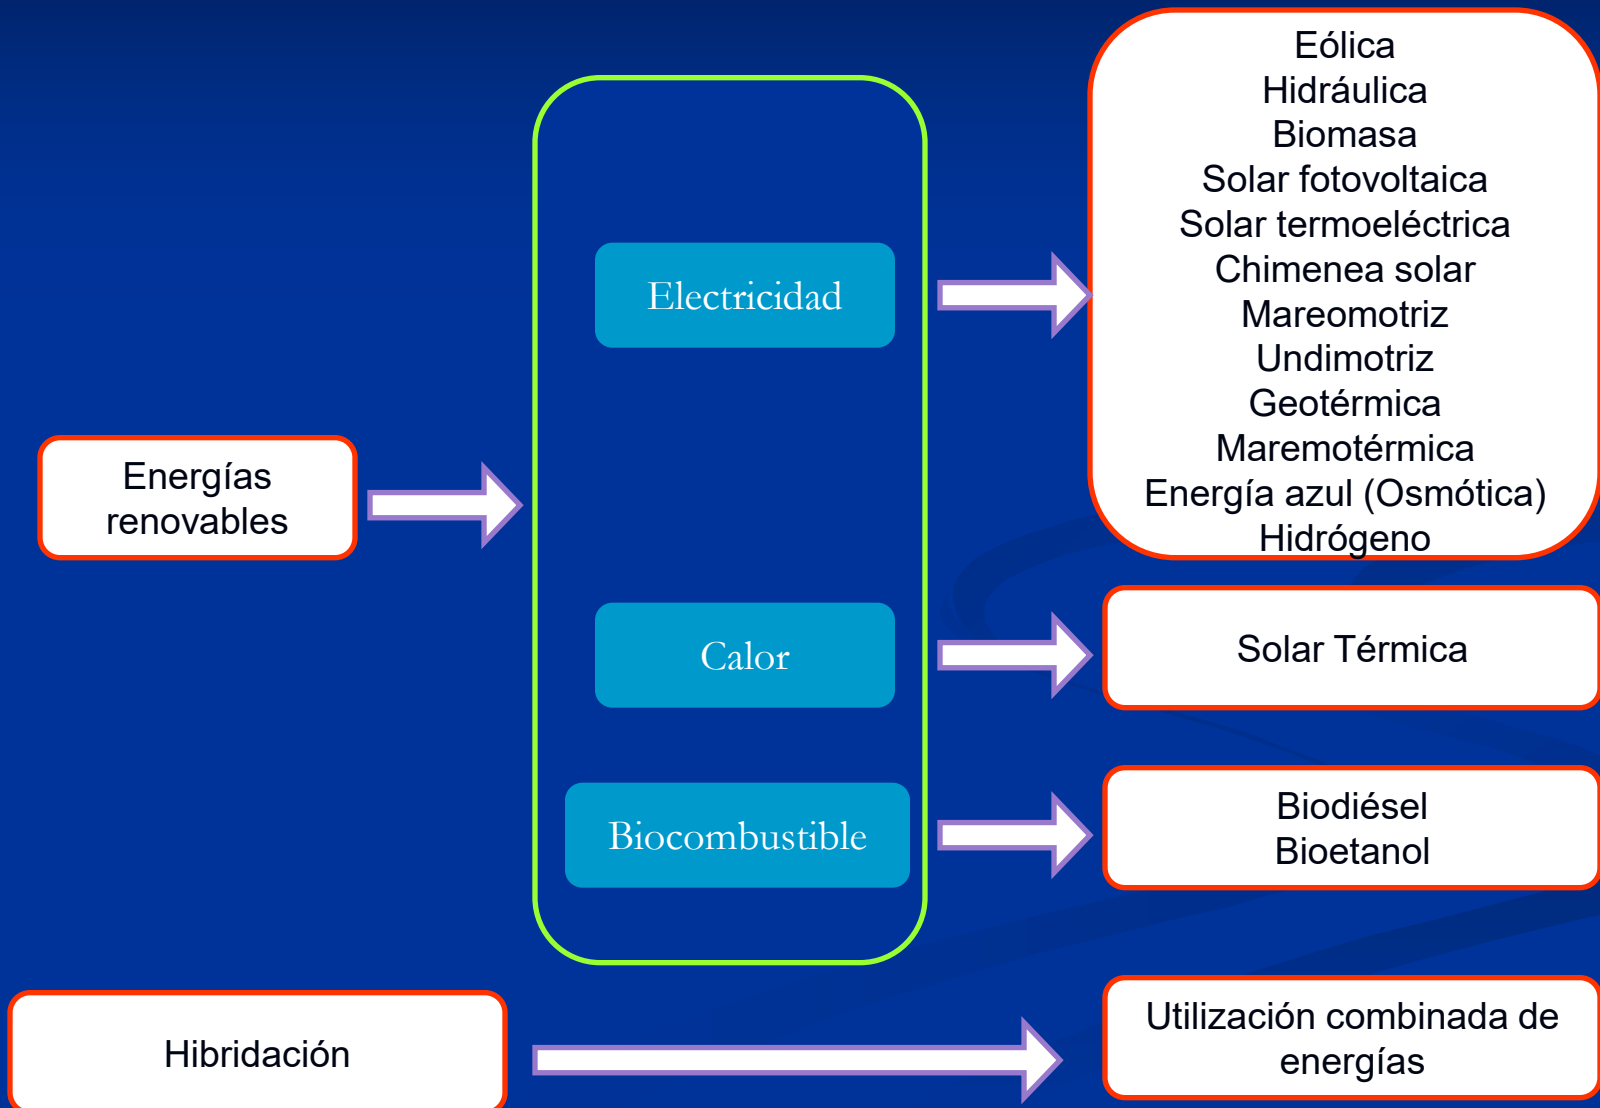 Energías
renovables
Electricidad
Eólica
Hidráulica
Biomasa
Solar fotovoltaica
Solar termoeléctrica
Chimenea solar
Mareomotriz
Undimotriz
Geotérmica
Maremotérmica
Energía azul (Osmótica)
Hidrógeno
Calor
Solar Térmica
Biocombustible
Biodiésel
Bioetanol
Hibridación
Utilización combinada de
energías